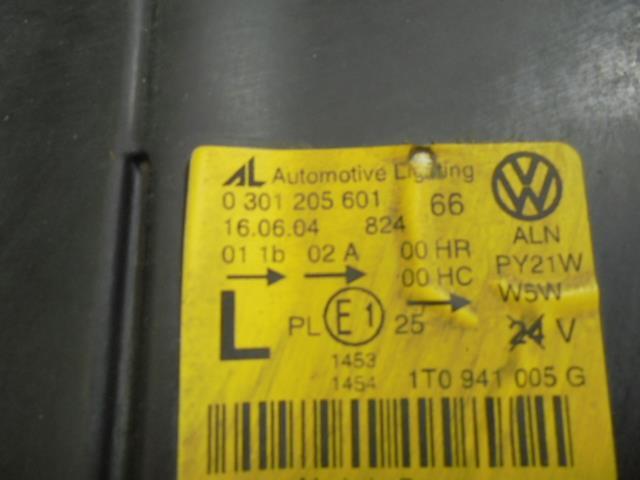 AL Automotive Lighting
0 301 205 601 66
16.06.04 824
ALN
01 1b 02 A 00 HR PY21W
00 HC W5W
L PL E1 25 24 V
1453
1454 1T0 941 005 G